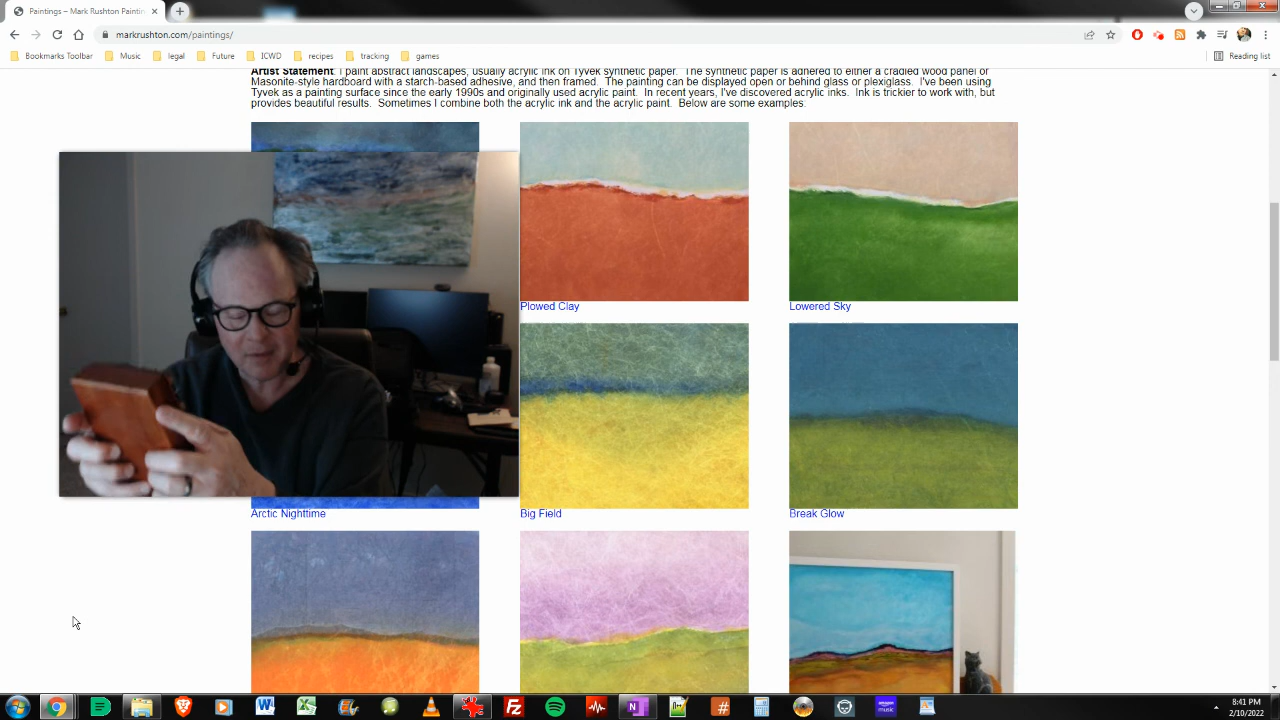 Paintings – Mark Rushton Paintin
markrushton.com/paintings/
Bookmarks Toolbar
Music
legal
Future
ICWD
recipes
tracking
games
Reading list
Artist Statement: I paint abstract landscapes, usually acrylic ink on Tyvek synthetic paper. The synthetic paper is adhered to either a cradled wood panel or
Masonite-style hardboard with a starch-based adhesive, and then framed. The painting can be displayed open or behind glass or plexiglass. I've been using
Tyvek as a painting surface since the early 1990s and originally used acrylic paint. In recent years, I've discovered acrylic inks. Ink is trickier to work with, but
provides beautiful results. Sometimes I combine both the acrylic ink and the acrylic paint. Below are some examples:
Plowed Clay
Lowered Sky
Arctic Nighttime
Big Field
Break Glow
8:41 PM
2/10/2022